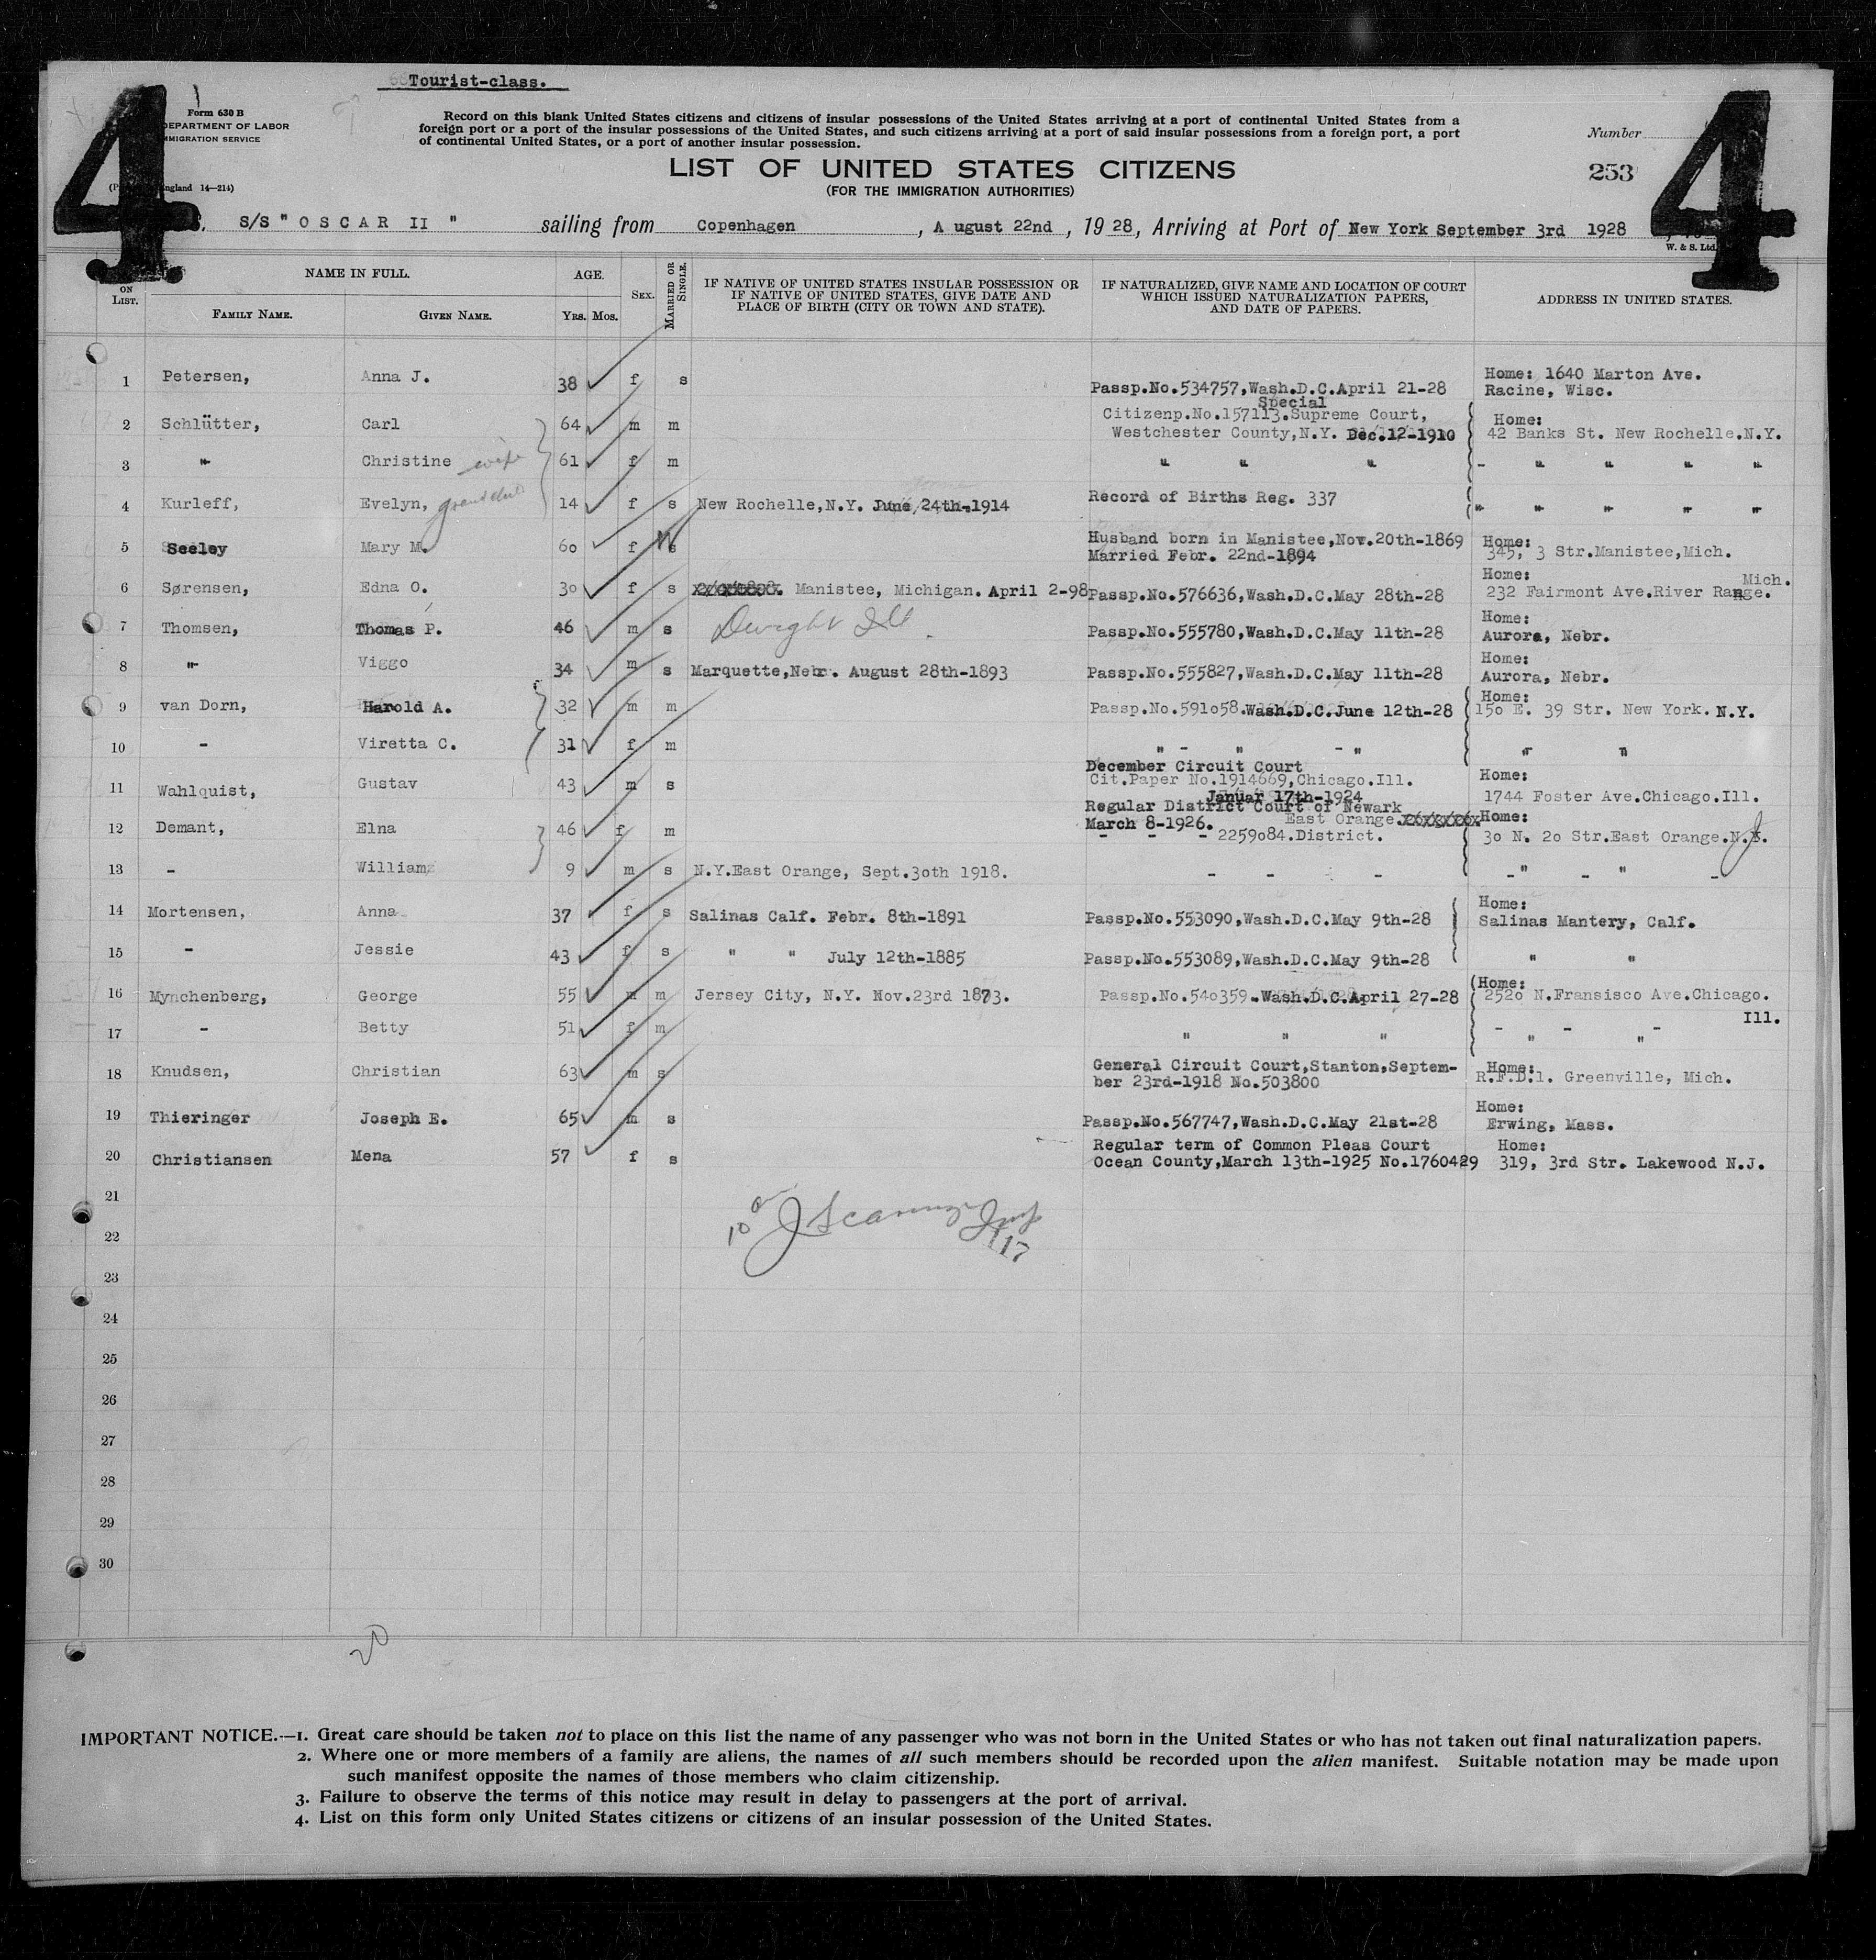 Tourist-class.
4
4
Form 630 B
DEPARTMENT OF LABOR
IMMIGRATION SERVICE
Record on this blank United States citizens and citizens of insular possessions of the United States arriving at a port of continental United States from a
foreign port or a port of the insular possessions of the United States, and such citizens arriving at a port of said insular possessions from a foreign port, a port
of continental United States, or a port of another insular possession.
Number
LIST OF UNITED STATES CITIZENS
253
England 14—214)
(FOR THE IMMIGRATION AUTHORITIES)
S/S " O S C A R II " sailing from Copenhagen , A ugust 22nd , 19 28, Arriving at Port of New York September 3rd 1928
W. & S. Ltd.
ON LIST. NAME IN FULL. AGE. SEX. MARRIED OR SINGLE. IF NATIVE OF UNITED STATES INSULAR POSSESSION OR IF NATIVE OF UNITED STATES, GIVE DATE AND PLACE OF BIRTH (CITY OR TOWN AND STATE). IF NATURALIZED, GIVE NAME AND LOCATION OF COURT WHICH ISSUED NATURALIZATION PAPERS, AND DATE OF PAPERS. ADDRESS IN UNITED STATES.
FAMILY NAME. GIVEN NAME. YRS. MOS.
1 Petersen, Anna J. 38 f s Passp.No.534757,Wash.D.C.April 21-28 Home: 1640 Marton Ave.
Racine, Wisc.
Special
2 Schlütter, Carl 64 m m Citizenp.No.157113.Supreme Court, Home:
Westchester County,N.Y. Dec.12-1910 42 Banks St. New Rochelle.N.Y.
3 " Christine wife 61 f m " " " - " " " "
4 Kurleff, Evelyn, 14 f s New Rochelle,N.Y. June 24th-1914 Record of Births Reg. 337 " " " " "
5 Seeley Mary M. 60 f Husband born in Manistee,Nov.20th-1869 Home:
Married Febr. 22nd-1894 345, 3 Str.Manistee,Mich.
6 Sørensen, Edna O. 30 f s Manistee, Michigan. April 2-98 Passp.No.576636,Wash.D.C.May 28th-28 Home: Mich.
232 Fairmont Ave.River Range.
7 Thomsen, Thomas P. 46 m s Dwight Ill Passp.No.555780,Wash.D.C.May 11th-28 Home:
Aurora, Nebr.
8 " Viggo 34 m s Marquette,Nebr. August 28th-1893 Passp.No.555827,Wash.D.C.May 11th-28 Home:
Aurora, Nebr.
9 van Dorn, Harold A. 32 m m Passp.No.591058.Wash.D.C.June 12th-28 Home:
150 E. 39 Str. New York. N.Y.
10 - Viretta C. 31 f m " - " - " " "
December Circuit Court
11 Wahlquist, Gustav 43 m s Cit.Paper No.1914669,Chicago.Ill. Home:
Januar 17th-1924 1744 Foster Ave.Chicago.Ill.
Regular District Court of Newark
12 Demant, Elna 46 f m March 8-1926. East Orange. Home:
- - - 2259084.District. 30 N. 20 Str.East Orange.N.J.
13 - William 9 m s N.Y.East Orange, Sept.30th 1918. - - - - " - " -
14 Mortensen, Anna 37 f s Salinas Calf. Febr. 8th-1891 Passp.No.553090,Wash.D.C.May 9th-28 Home:
Salinas Mantery, Calf.
15 - Jessie 43 f s " " July 12th-1885 Passp.No.553089,Wash.D.C.May 9th-28 " "
16 Mynchenberg, George 55 m m Jersey City, N.Y. Nov.23rd 1873. Passp.No.540359.Wash.D.C.April 27-28 Home:
2520 N.Fransisco Ave.Chicago.
Ill.
17 - Betty 51 f m " " " - - -
" "
18 Knudsen, Christian 63 m s General Circuit Court,Stanton,Septem- Home:
ber 23rd-1918 No.503800 R.F.D.1. Greenville, Mich.
19 Thieringer Joseph E. 65 m s Passp.No.567747,Wash.D.C.May 21st-28 Home:
Erwing, Mass.
20 Christiansen Mena 57 f s Regular term of Common Pleas Court Home:
Ocean County,March 13th-1925 No.1760429 319, 3rd Str. Lakewood N.J.
21
22
23
24
25
26
27
28
29
30
20
IMPORTANT NOTICE.—1. Great care should be taken not to place on this list the name of any passenger who was not born in the United States or who has not taken out final naturalization papers.
2. Where one or more members of a family are aliens, the names of all such members should be recorded upon the alien manifest. Suitable notation may be made upon
such manifest opposite the names of those members who claim citizenship.
3. Failure to observe the terms of this notice may result in delay to passengers at the port of arrival.
4. List on this form only United States citizens or citizens of an insular possession of the United States.